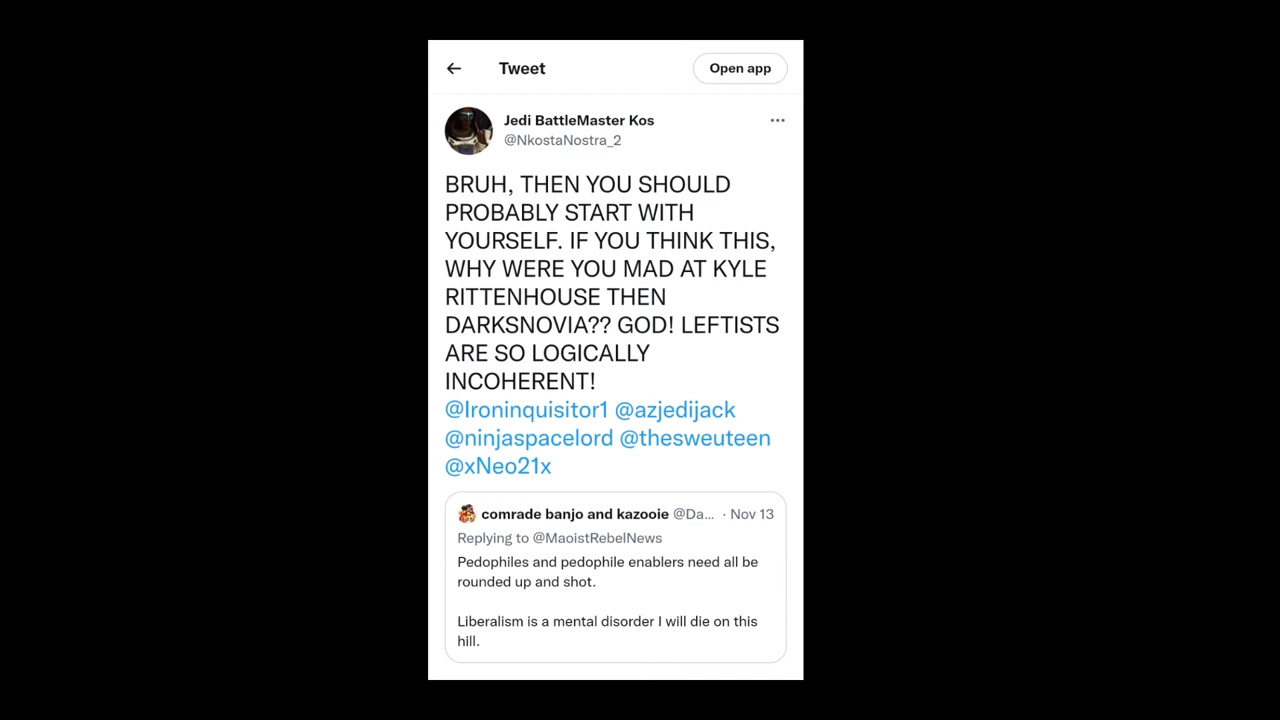 Tweet
Open app
Jedi BattleMaster Kos
@NkostaNostra_2
BRUH, THEN YOU SHOULD
PROBABLY START WITH
YOURSELF. IF YOU THINK THIS,
WHY WERE YOU MAD AT KYLE
RITTENHOUSE THEN
DARKSNOVIA?? GOD! LEFTISTS
ARE SO LOGICALLY
INCOHERENT!
@Ironinquisitor1 @azjedijack
@ninjaspacelord @thesweuteen
@xNeo21x
comrade banjo and kazooie @Da... · Nov 13
Replying to @MaoistRebelNews
Pedophiles and pedophile enablers need all be
rounded up and shot.
Liberalism is a mental disorder I will die on this
hill.